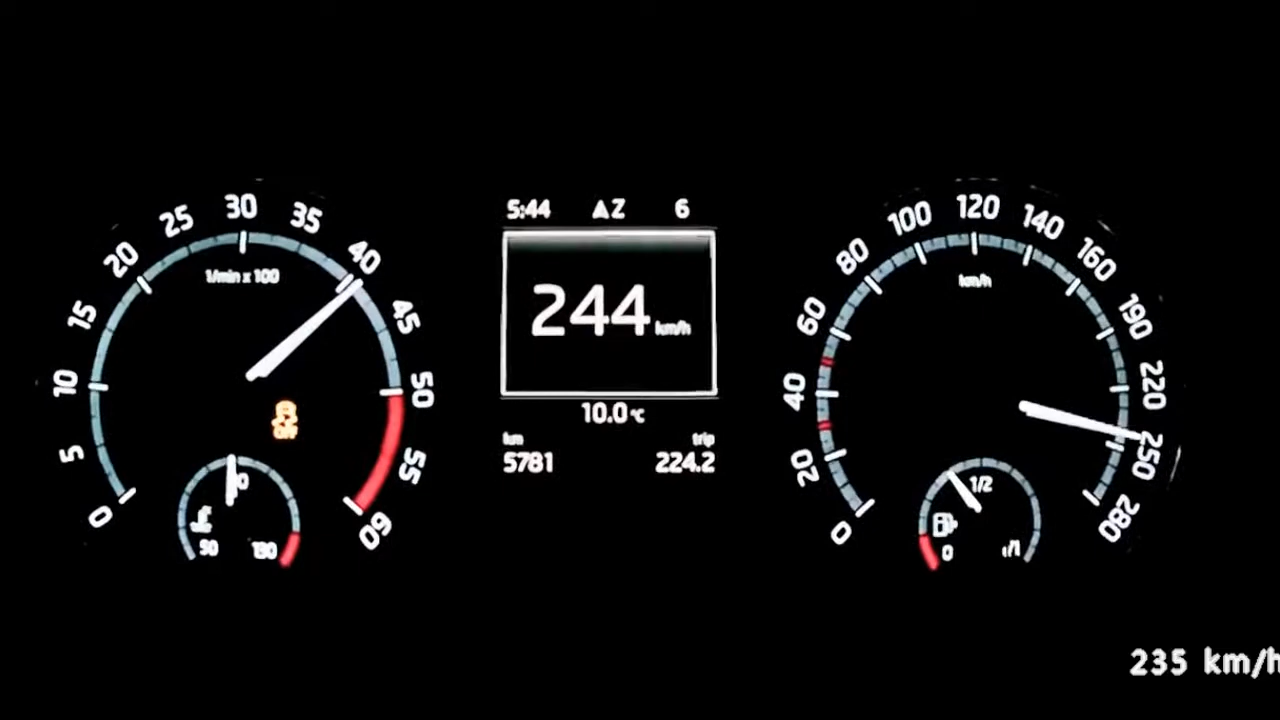 5:44 ▲Z 6
0 5 10 15 20 25 30 35 40 45 50 55 60
1/min x 100
OFF
50 130
244 km/h
10.0 °C
km trip
5781 224.2
0 20 40 60 80 100 120 140 160 190 220 250 280
km/h
0 1/2 1/1
235 km/h